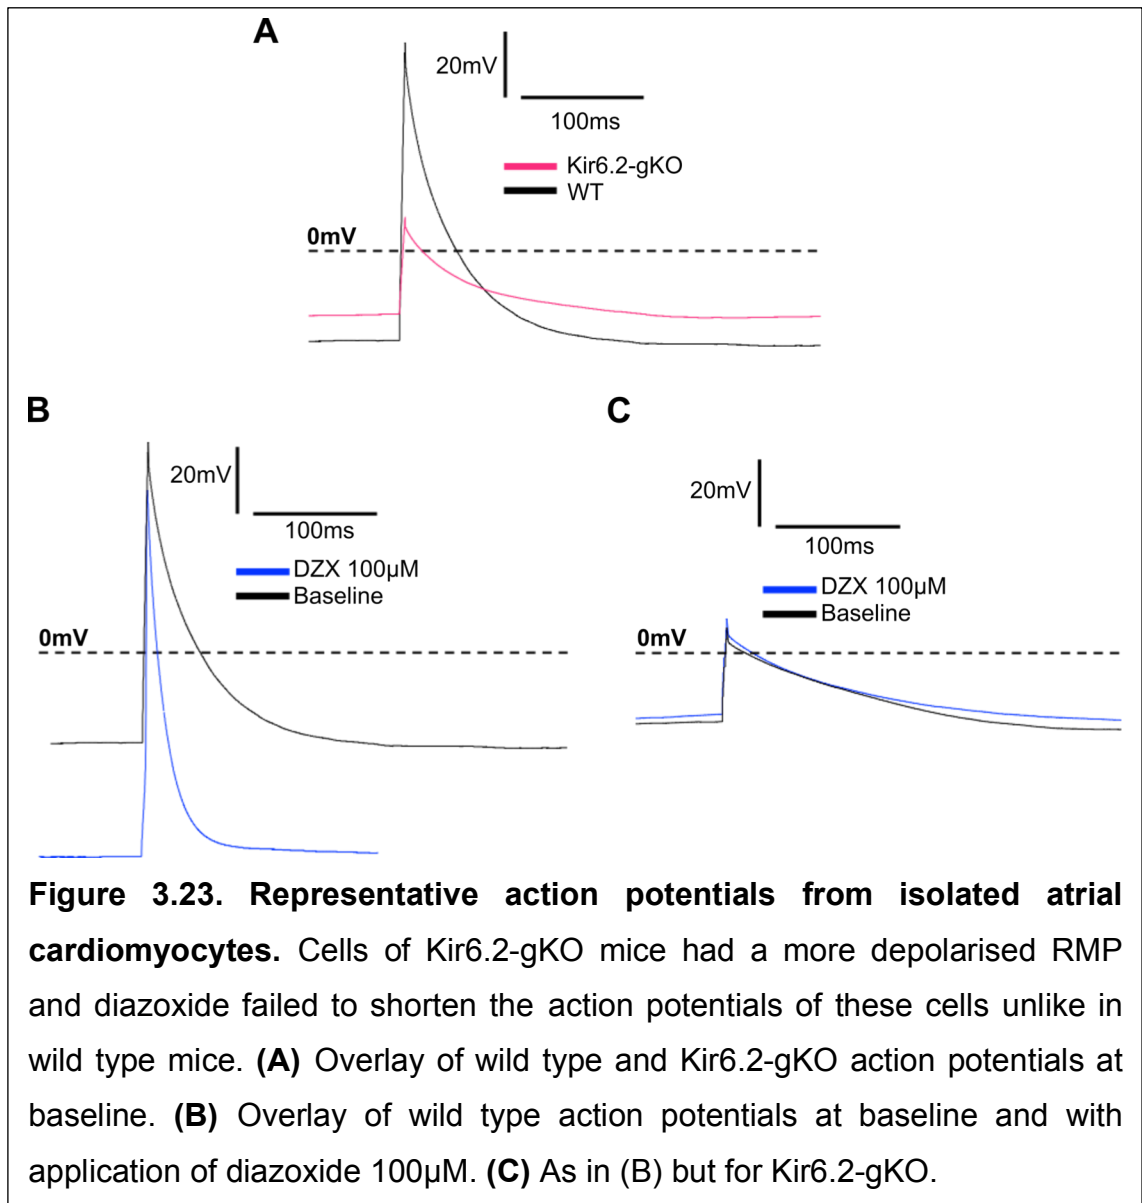 A
20mV
100ms
Kir6.2-gKO
WT
0mV
B
20mV
100ms
DZX 100µM
Baseline
0mV
C
20mV
100ms
DZX 100µM
Baseline
0mV
Figure 3.23. Representative action potentials from isolated atrial
cardiomyocytes. Cells of Kir6.2-gKO mice had a more depolarised RMP
and diazoxide failed to shorten the action potentials of these cells unlike in
wild type mice. (A) Overlay of wild type and Kir6.2-gKO action potentials at
baseline. (B) Overlay of wild type action potentials at baseline and with
application of diazoxide 100µM. (C) As in (B) but for Kir6.2-gKO.